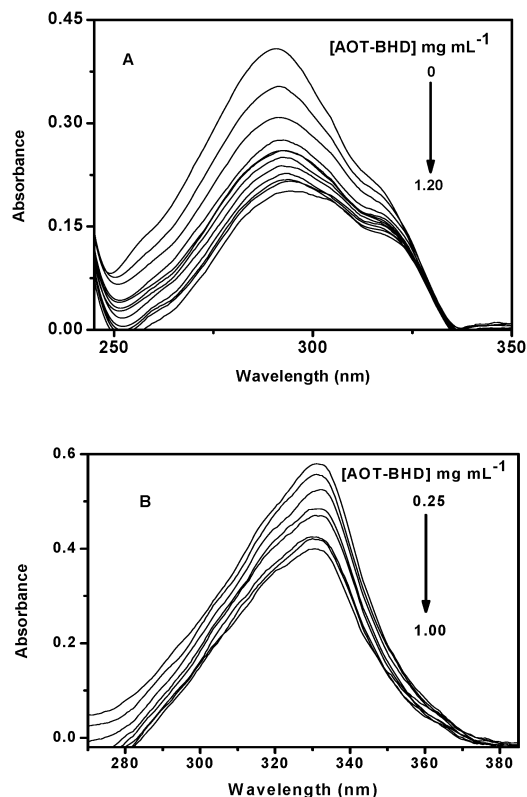 0.45
0.30
0.15
0.00
Absorbance
A
[AOT-BHD] mg mL-1
0
1.20
250
300
350
Wavelength (nm)
0.6
0.4
0.2
0.0
Absorbance
B
[AOT-BHD] mg mL-1
0.25
1.00
280
300
320
340
360
380
Wavelength (nm)